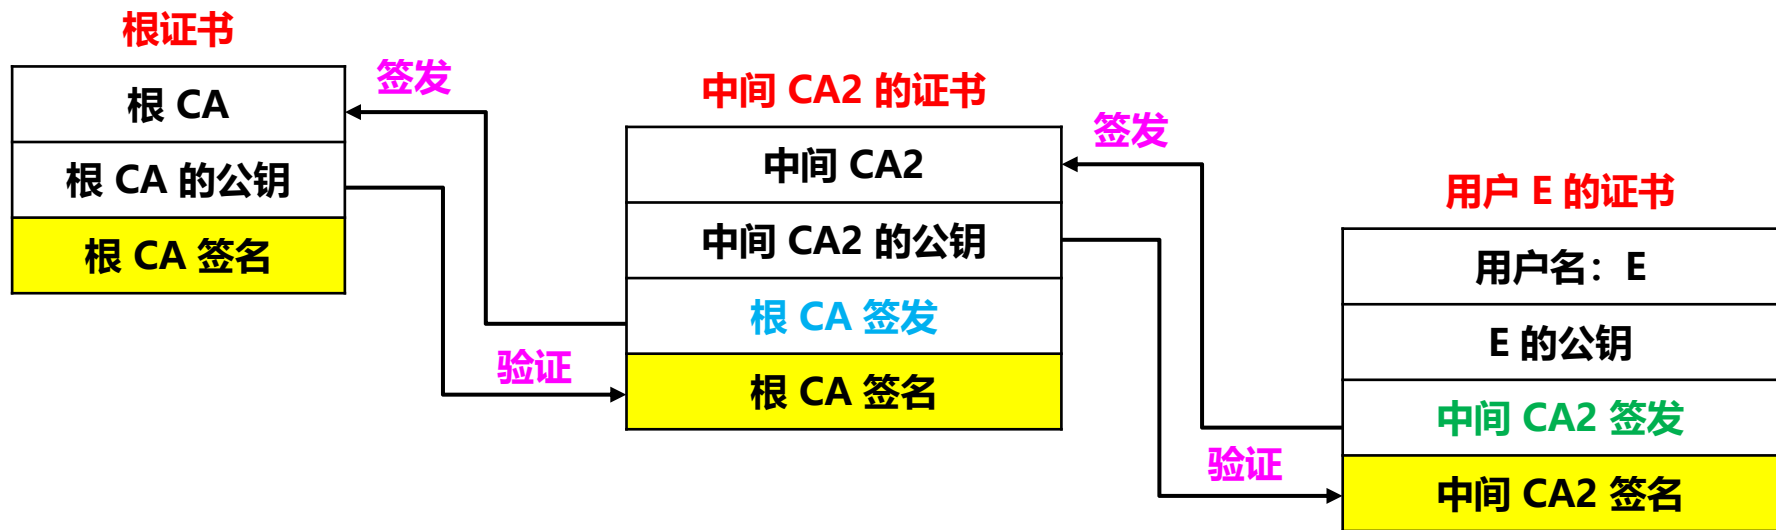 根证书
根 CA
根 CA 的公钥
根 CA 签名
签发
验证
中间 CA2 的证书
中间 CA2
中间 CA2 的公钥
根 CA 签发
根 CA 签名
签发
验证
用户 E 的证书
用户名：E
E 的公钥
中间 CA2 签发
中间 CA2 签名